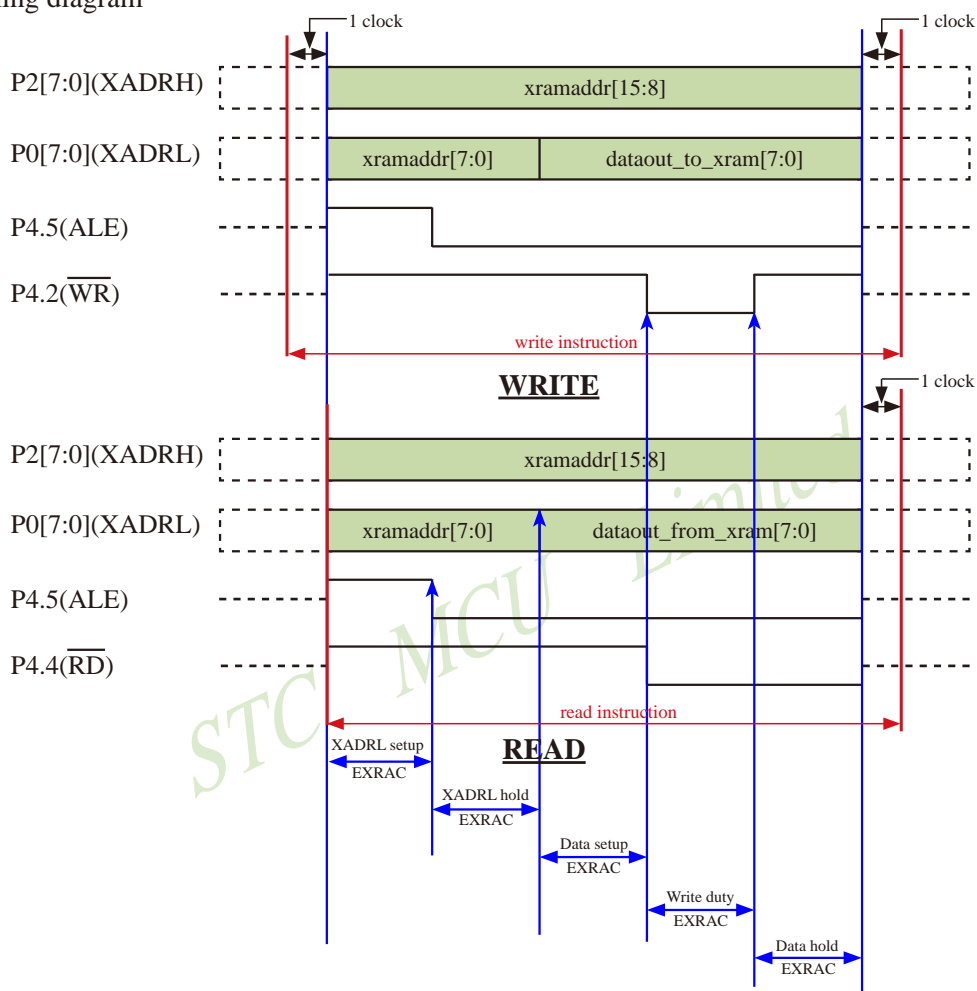 ing diagram
1 clock
1 clock
P2[7:0](XADRH)
xramaddr[15:8]
P0[7:0](XADRL)
xramaddr[7:0]
dataout_to_xram[7:0]
P4.5(ALE)
P4.2(WR)
write instruction
WRITE
1 clock
P2[7:0](XADRH)
xramaddr[15:8]
P0[7:0](XADRL)
xramaddr[7:0]
dataout_from_xram[7:0]
P4.5(ALE)
P4.4(RD)
STC MCU Limited
read instruction
READ
XADRL setup
EXRAC
XADRL hold
EXRAC
Data setup
EXRAC
Write duty
EXRAC
Data hold
EXRAC